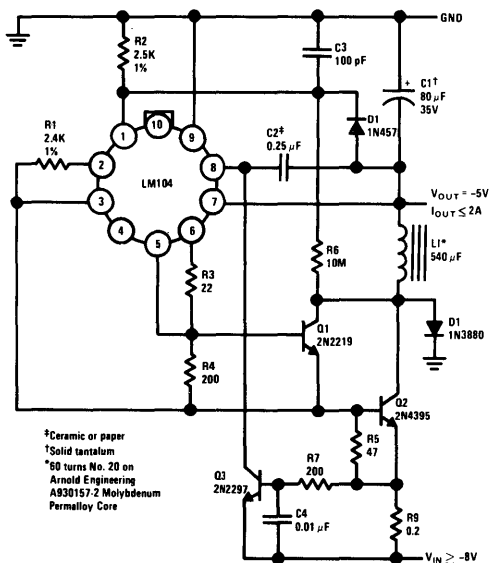 GND
R2
2.5K
1%
C3
100 pF
C1†
+
80 µF
35V
D1
1N457
R1
2.4K
1%
1
10
9
2
8
C2‡
0.25 µF
LM104
3
7
4
5
6
VOUT = -5V
IOUT ≤ 2A
L1*
540 µF
R6
10M
R3
22
Q1
2N2219
D1
1N3880
R4
200
Q2
2N4395
R5
47
‡Ceramic or paper
†Solid tantalum
*60 turns No. 20 on
Arnold Engineering
A930157-2 Molybdenum
Permalloy Core
Q3
2N2297
R7
200
C4
0.01 µF
R9
0.2
VIN ≥ -8V